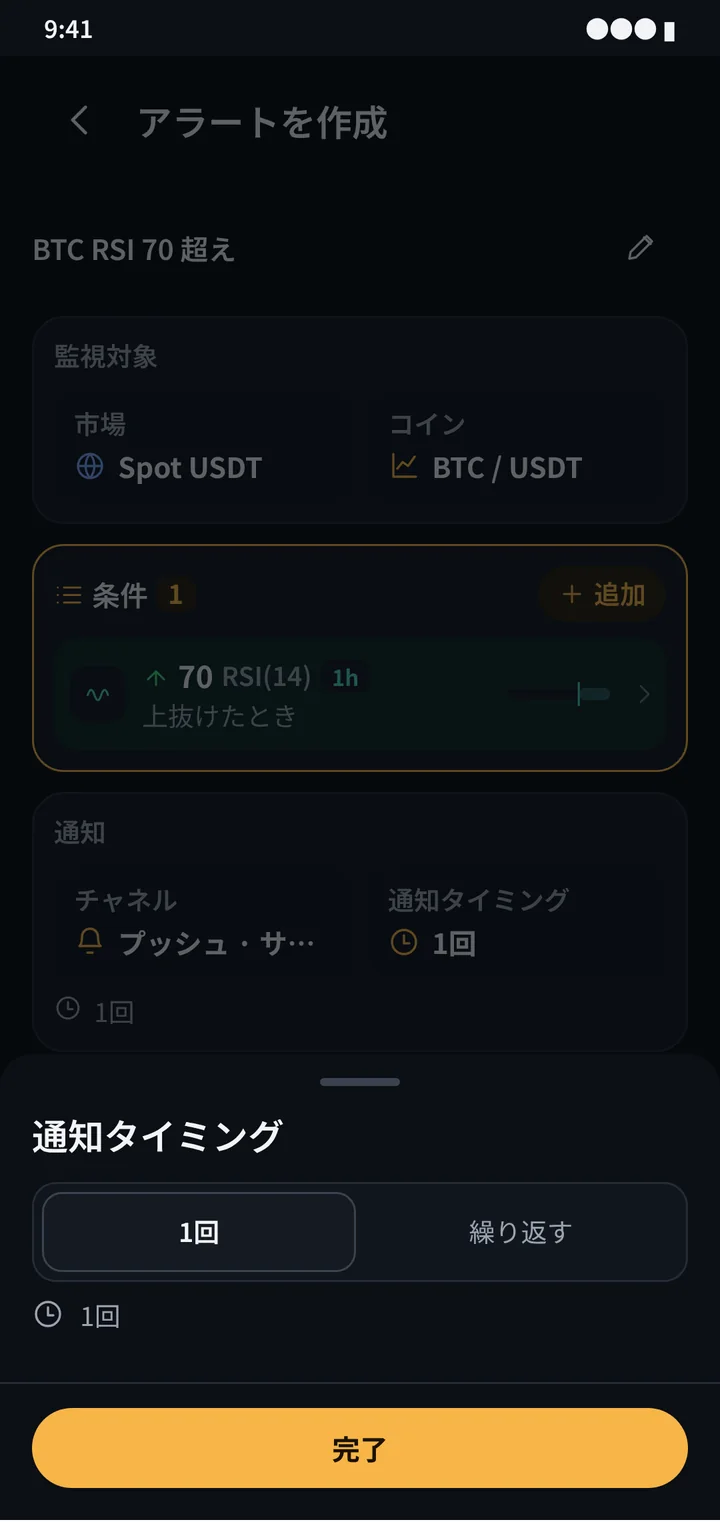 9:41
アラートを作成
BTC RSI 70 超え
監視対象
市場 コイン
Spot USDT BTC / USDT
条件 1 + 追加
70 RSI(14) 1h
上抜けたとき
通知
チャネル 通知タイミング
プッシュ・サ… 1回
1回
通知タイミング
1回 繰り返す
1回
完了